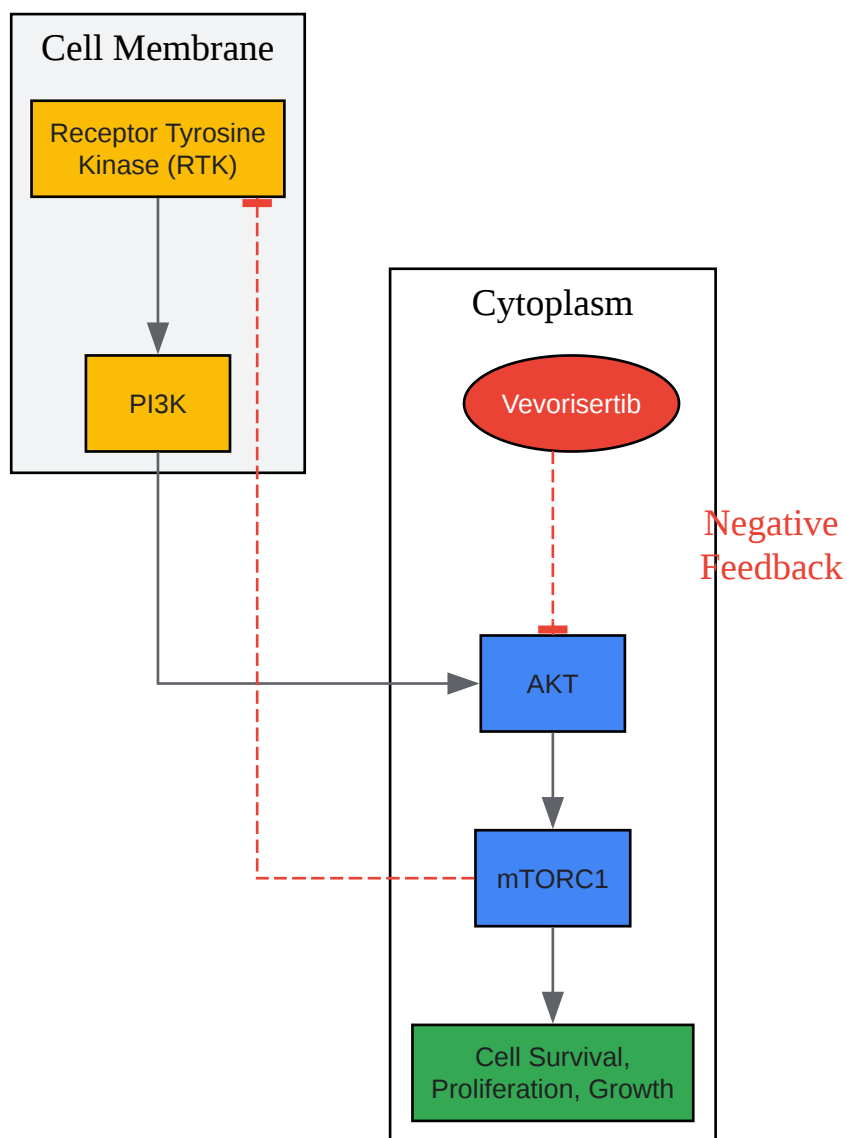 Cell Membrane
Receptor Tyrosine
Kinase (RTK)
PI3K
Cytoplasm
Vevorisertib
Negative
Feedback
AKT
mTORC1
Cell Survival,
Proliferation, Growth